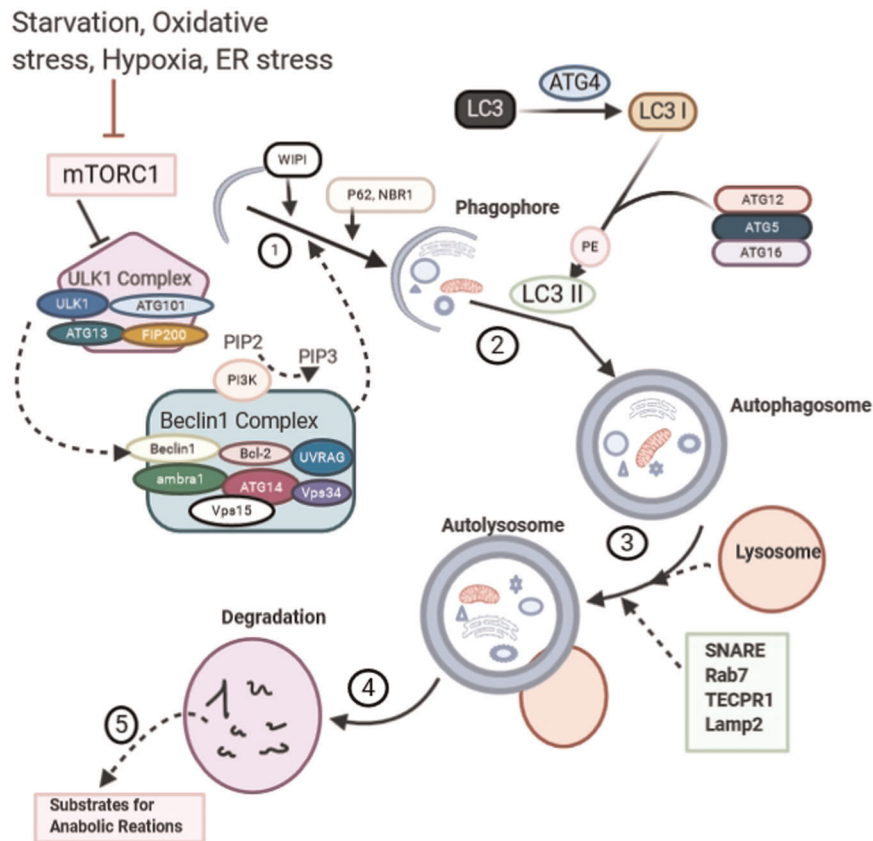 Starvation, Oxidative
stress, Hypoxia, ER stress
mTORC1
ULK1 Complex
ULK1
ATG101
ATG13
FIP200
WIPI
P62, NBR1
1
Phagophore
LC3
ATG4
LC3 I
ATG12
ATG5
ATG16
PE
LC3 II
2
PIP2
PIP3
PI3K
Beclin1 Complex
Beclin1
Bcl-2
UVRAG
ambra1
ATG14
Vps34
Vps15
Autophagosome
3
Lysosome
SNARE
Rab7
TECPR1
Lamp2
Autolysosome
4
Degradation
5
Substrates for
Anabolic Reations